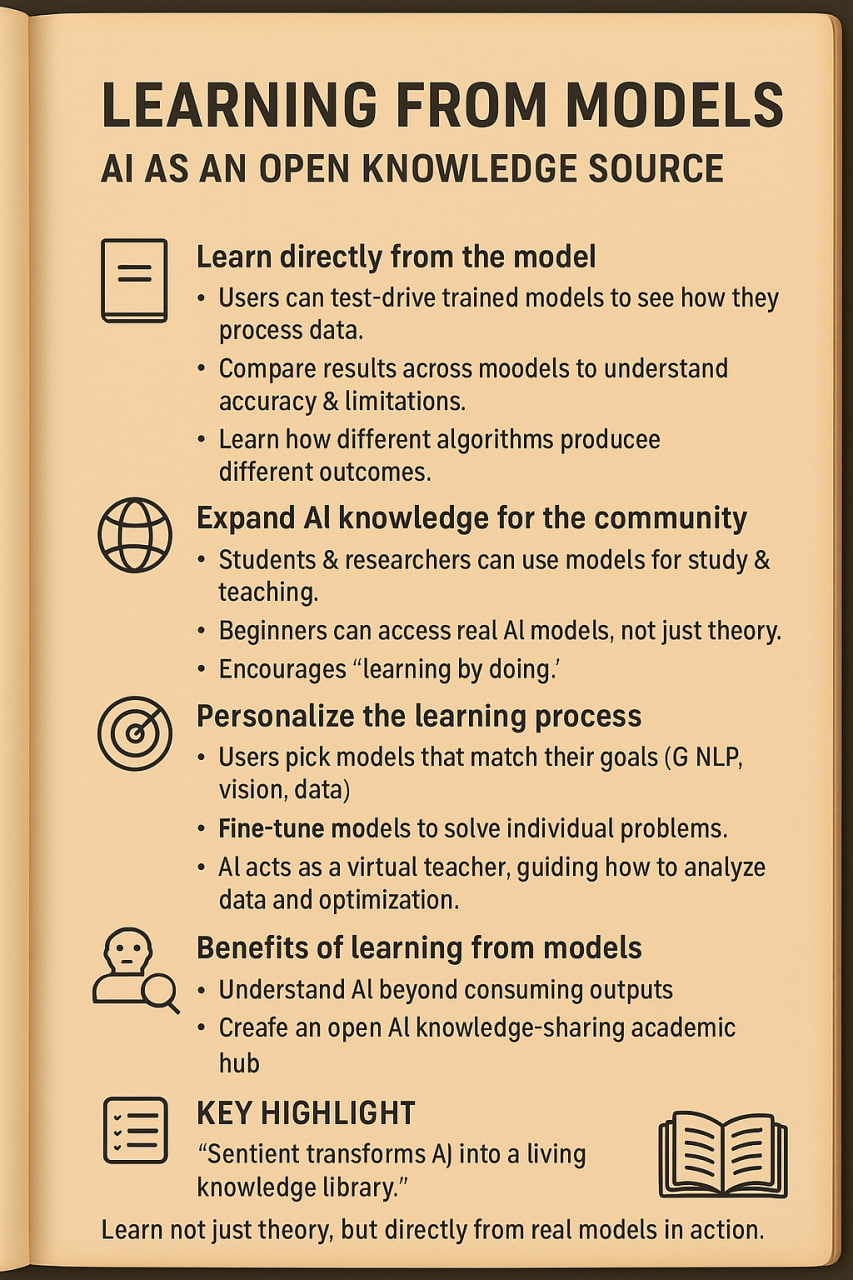 LEARNING FROM MODELS
AI AS AN OPEN KNOWLEDGE SOURCE
Learn directly from the model
• Users can test-drive trained models to see how they
process data.
• Compare results across moodels to understand
accuracy & limitations.
• Learn how different algorithms producee
different outcomes.
Expand Al knowledge for the community
• Students & researchers can use models for study &
teaching.
• Beginners can access real Al models, not just theory.
• Encourages “learning by doing.’
Personalize the learning process
• Users pick models that match their goals (G NLP,
vision, data)
• Fine-tune models to solve individual problems.
• Al acts as a virtual teacher, guiding how to analyze
data and optimization.
Benefits of learning from models
• Understand Al beyond consuming outputs
• Creafe an open Al knowledge-sharing academic
hub
KEY HIGHLIGHT
“Sentient transforms A) into a living
knowledge library.”
Learn not just theory, but directly from real models in action.